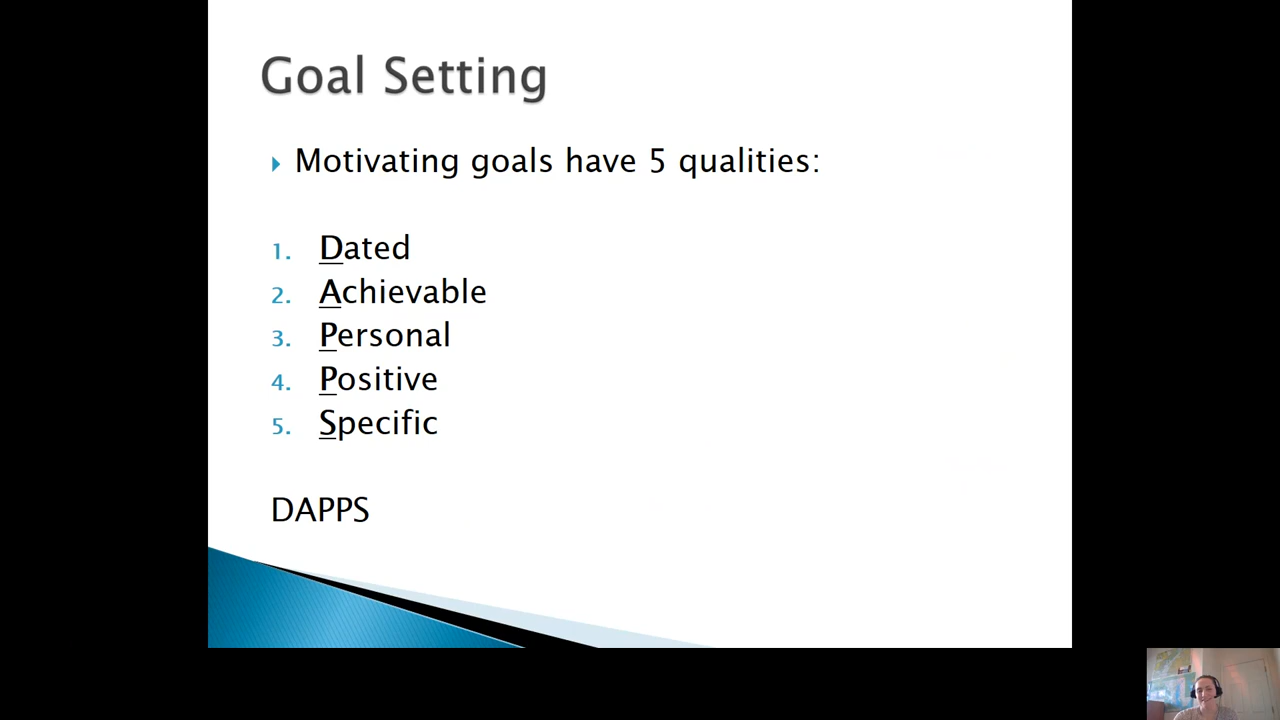 Goal Setting
Motivating goals have 5 qualities:
1. Dated
2. Achievable
3. Personal
4. Positive
5. Specific
DAPPS